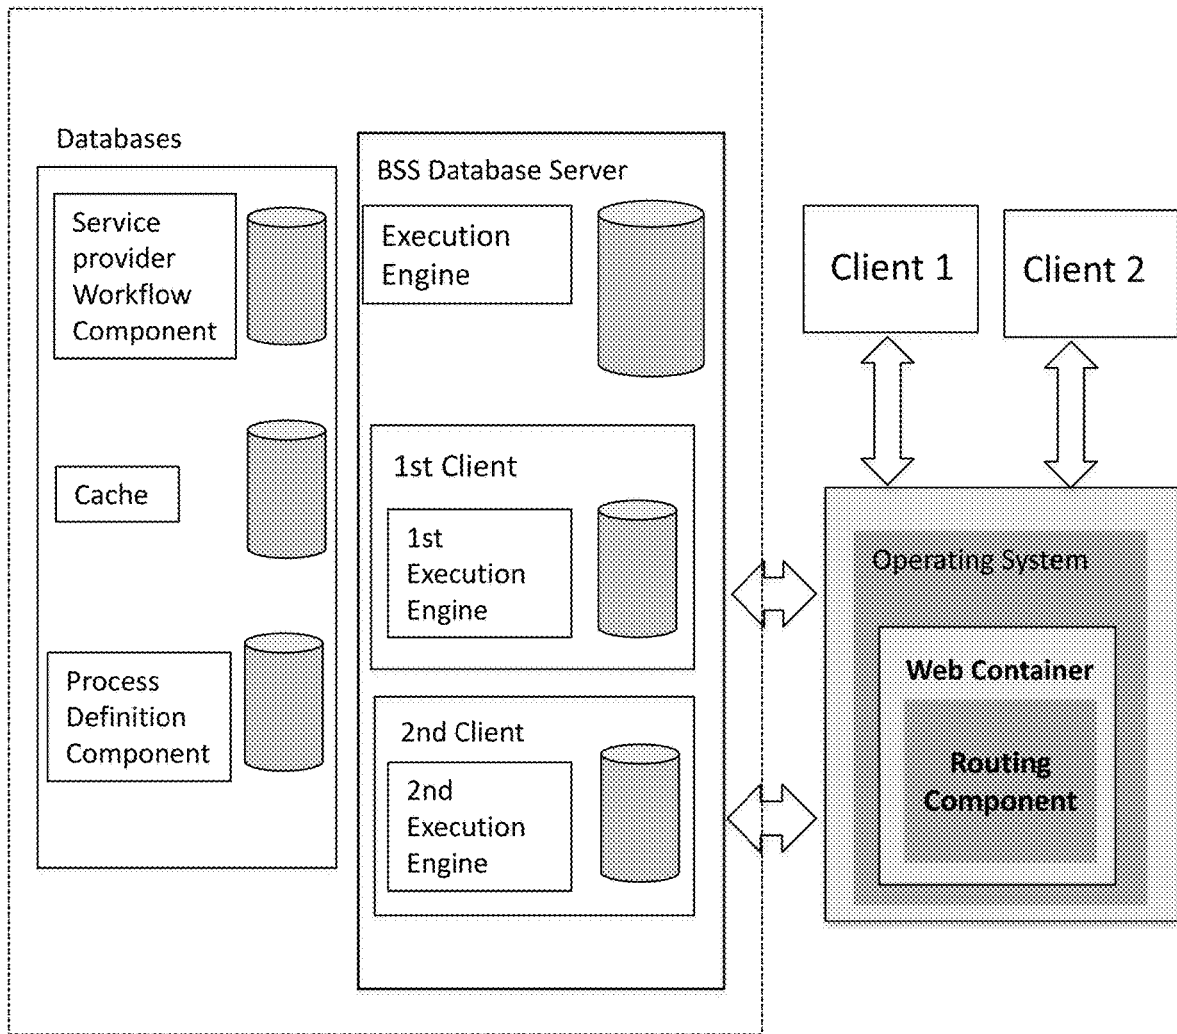 Databases
Service
provider
Workflow
Component
Cache
Process
Definition
Component
BSS Database Server
Execution
Engine
1st Client
1st
Execution
Engine
2nd Client
2nd
Execution
Engine
Client 1
Client 2
Operating System
Web Container
Routing
Component